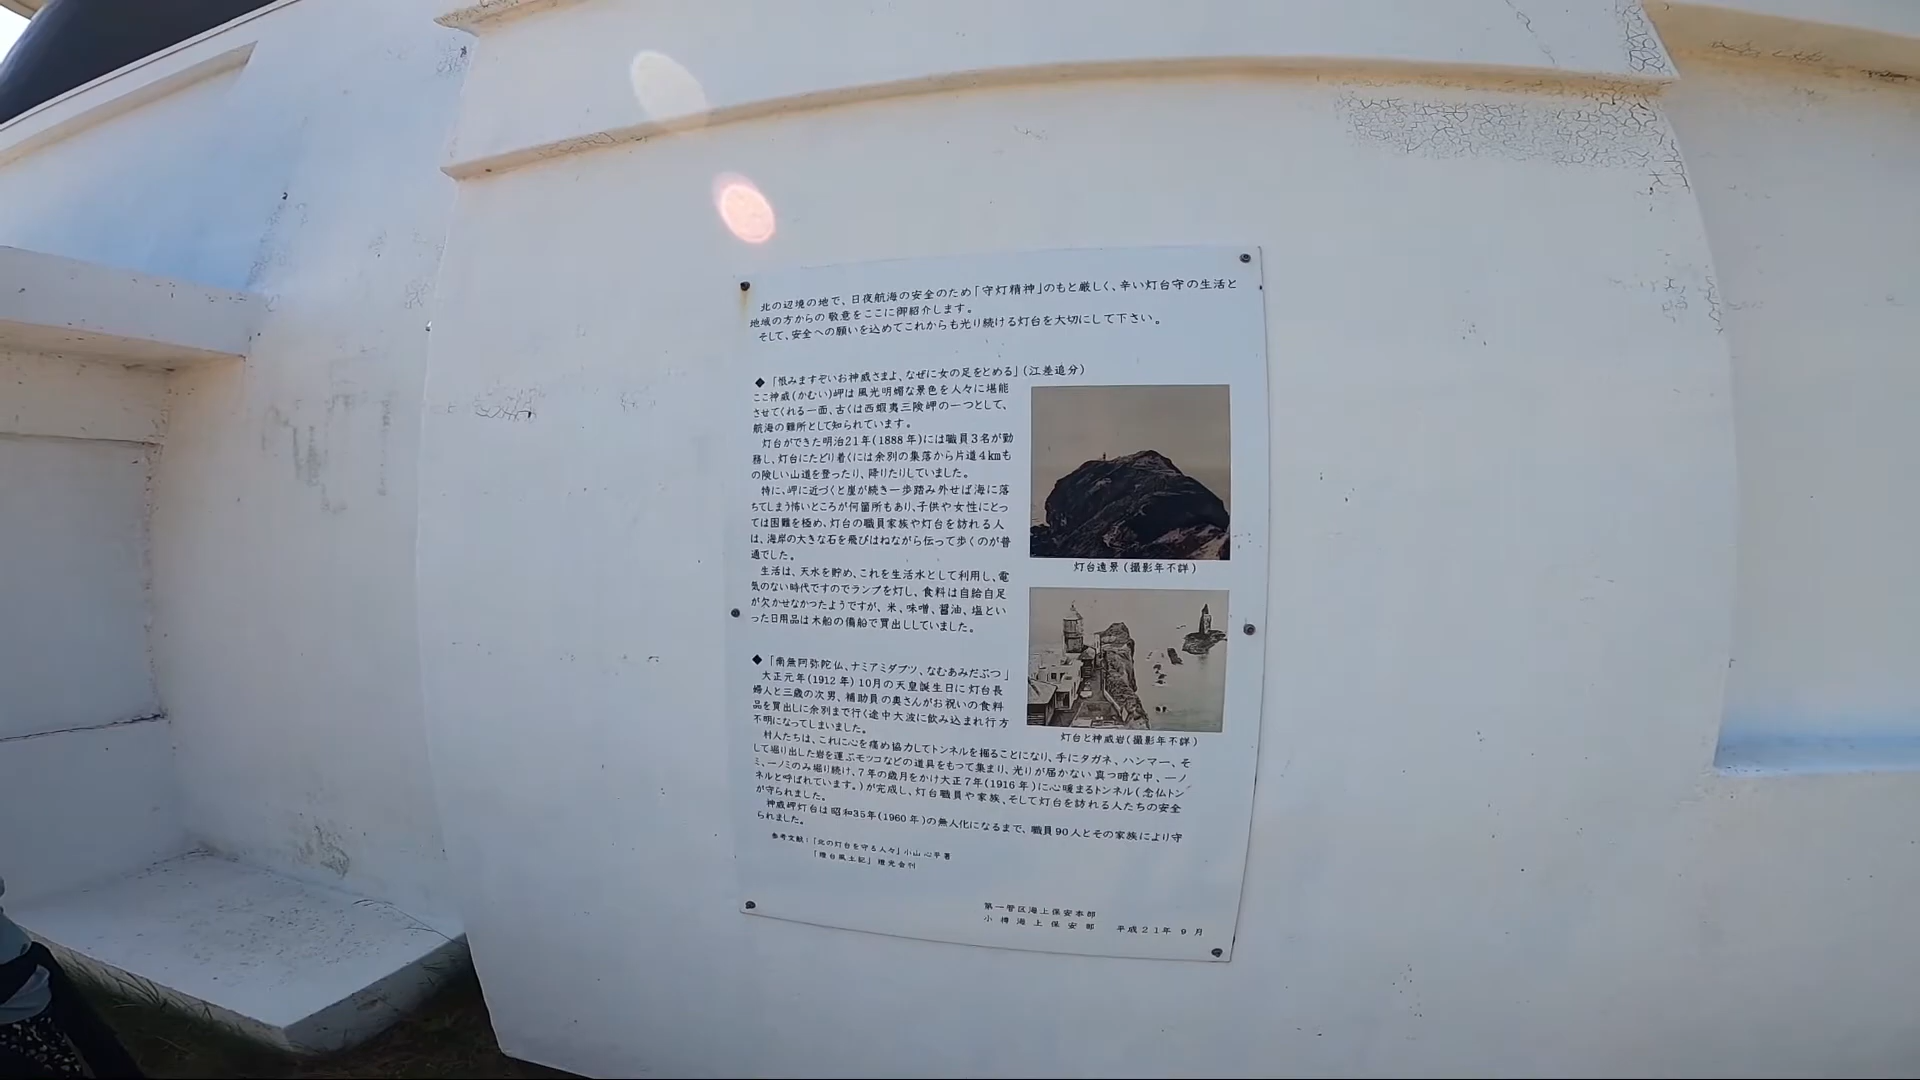 北の辺境の地で、日夜航海の安全のため「守灯精神」のもと厳しく、辛い灯台守の生活と
地域の方からの敬意をここに御紹介します。
そして、安全への願いを込めてこれからも光り続ける灯台を大切にして下さい。
◆「恨みますぞいお神威さまよ、なぜに女の足をとめる」(江差追分)
ここ神威(かむい)岬は風光明媚な景色を人々に堪能
させてくれる一面、古くは西蝦夷三険岬の一つとして、
航海の難所として知られています。
灯台ができた明治21年(1888年)には職員3名が勤
務し、灯台にたどり着くには余別の集落から片道4kmも
の険しい山道を登ったり、降りたりしていました。
特に、岬に近づくと崖が続き一歩踏み外せば海に落
ちてしまう怖いところが何箇所もあり、子供や女性にとっ
ては困難を極め、灯台の職員家族や灯台を訪れる人
は、海岸の大きな石を飛びはねながら伝って歩くのが普
通でした。
生活は、天水を貯め、これを生活水として利用し、電
気のない時代ですのでランプを灯し、食料は自給自足
が欠かせなかったようですが、米、味噌、醤油、塩とい
った日用品は木船の備船で買出ししていました。
灯台遠景(撮影年不詳)
◆「南無阿弥陀仏、ナミアミダブツ、なむあみだぶつ」
大正元年(1912年)10月の天皇誕生日に灯台長
婦人と三歳の次男、補助員の奥さんがお祝いの食料
品を買出しに余別まで行く途中大波に飲み込まれ行方
不明になってしまいました。
灯台と神威岩(撮影年不詳)
村人たちは、これに心を痛め協力してトンネルを掘ることになり、手にタガネ、ハンマー、そ
して堀り出した岩を運ぶモッコなどの道具をもって集まり、光りが届かない真っ暗な中、一ノ
ミ、一ノミのみ堀り続け、7年の歳月をかけ大正7年(1916年)に心暖まるトンネル(念仏トン
ネルと呼ばれています。)が完成し、灯台職員や家族、そして灯台を訪れる人たちの安全
が守られました。
神威岬灯台は昭和35年(1960年)の無人化になるまで、職員90人とその家族により守
られました。
参考文献:「北の灯台を守る人々」小山心平著
「燈台風土記」燈光会刊
第一管区海上保安本部
小樽海上保安部 平成21年9月